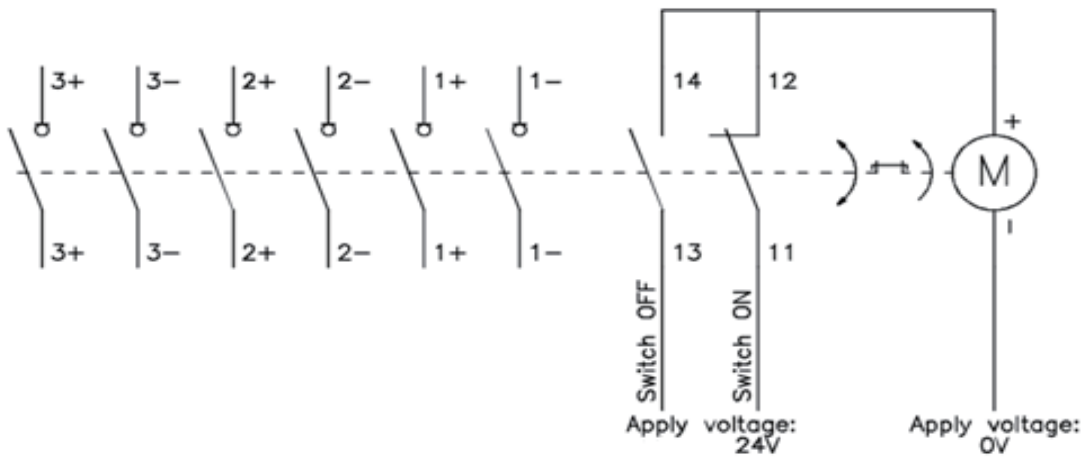 3+ 3− 2+ 2− 1+ 1− 14 12
+
M
−
3+ 3− 2+ 2− 1+ 1− 13 11
Switch OFF
Switch ON
Apply voltage:
24V
Apply voltage:
0V